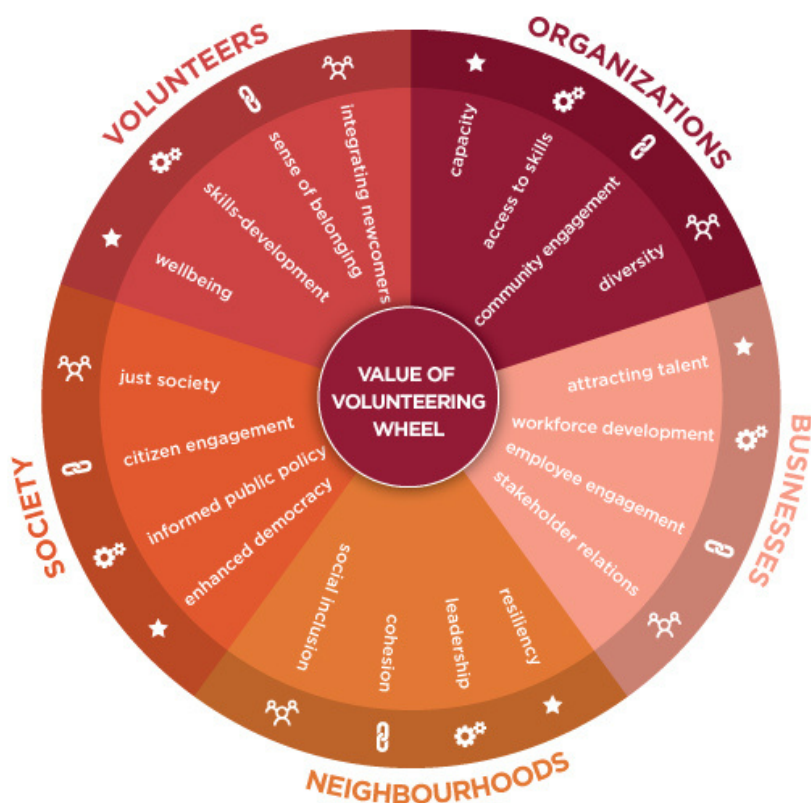 VALUE OF
VOLUNTEERING
WHEEL
ORGANIZATIONS
capacity
access to skills
community engagement
diversity
BUSINESSES
attracting talent
workforce development
employee engagement
stakeholder relations
NEIGHBOURHOODS
resiliency
leadership
cohesion
social inclusion
SOCIETY
enhanced democracy
informed public policy
citizen engagement
just society
VOLUNTEERS
wellbeing
skills-development
sense of belonging
integrating newcomers